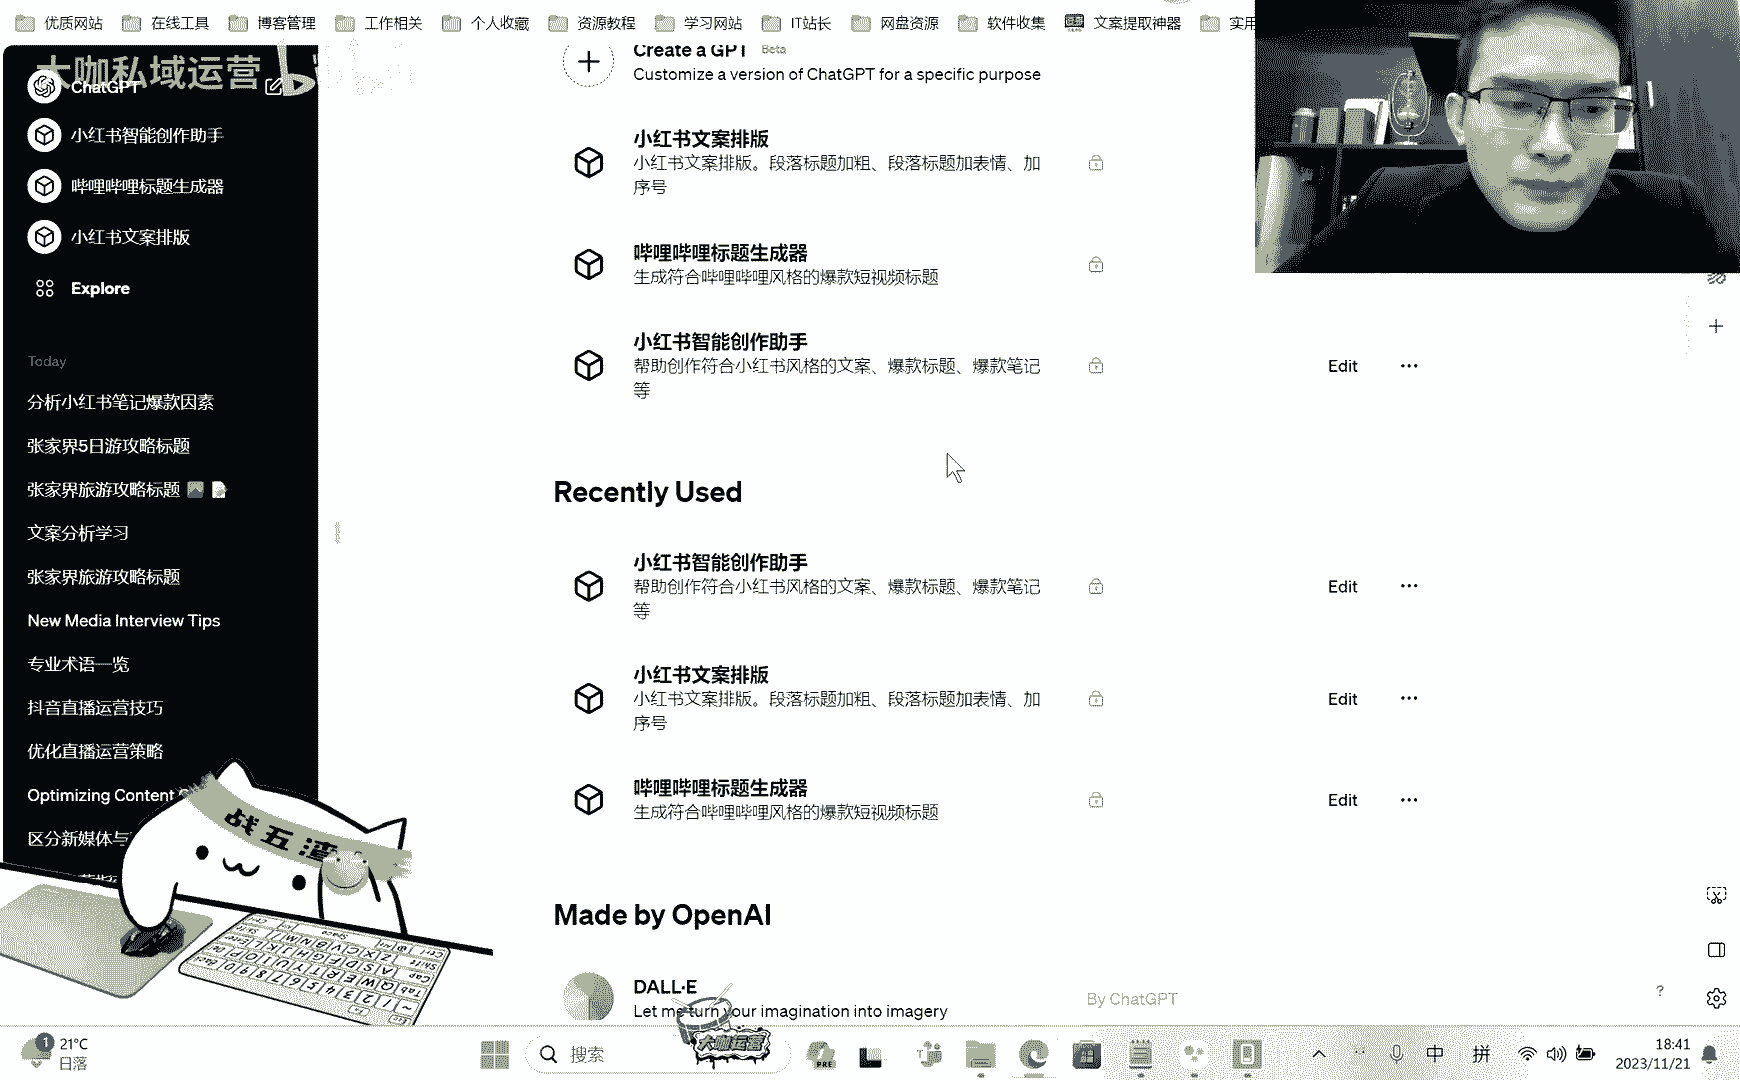 优质网站 在线工具 博客管理 工作相关 个人收藏 资源教程 学习网站 IT站长 网盘资源 软件收集 文案提取神器 实用
大咖私域运营
ChatGPT
小红书智能创作助手
哔哩哔哩标题生成器
小红书文案排版
Explore
Today
分析小红书笔记爆款因素
张家界5日游攻略标题
张家界旅游攻略标题
文案分析学习
张家界旅游攻略标题
New Media Interview Tips
专业术语一览
抖音直播运营技巧
优化直播运营策略
Optimizing Content
区分新媒体与
Create a GPT Beta
Customize a version of ChatGPT for a specific purpose
小红书文案排版
小红书文案排版。段落标题加粗、段落标题加表情、加
序号
哔哩哔哩标题生成器
生成符合哔哩哔哩风格的爆款短视频标题
小红书智能创作助手
帮助创作符合小红书风格的文案、爆款标题、爆款笔记
等
Edit
Recently Used
小红书智能创作助手
帮助创作符合小红书风格的文案、爆款标题、爆款笔记
等
Edit
小红书文案排版
小红书文案排版。段落标题加粗、段落标题加表情、加
序号
Edit
哔哩哔哩标题生成器
生成符合哔哩哔哩风格的爆款短视频标题
Edit
Made by OpenAI
DALL·E
Let me turn your imagination into imagery
By ChatGPT
战五渣
大咖运营
1
21°C
日落
搜索
PRE
中
拼
18:41
2023/11/21